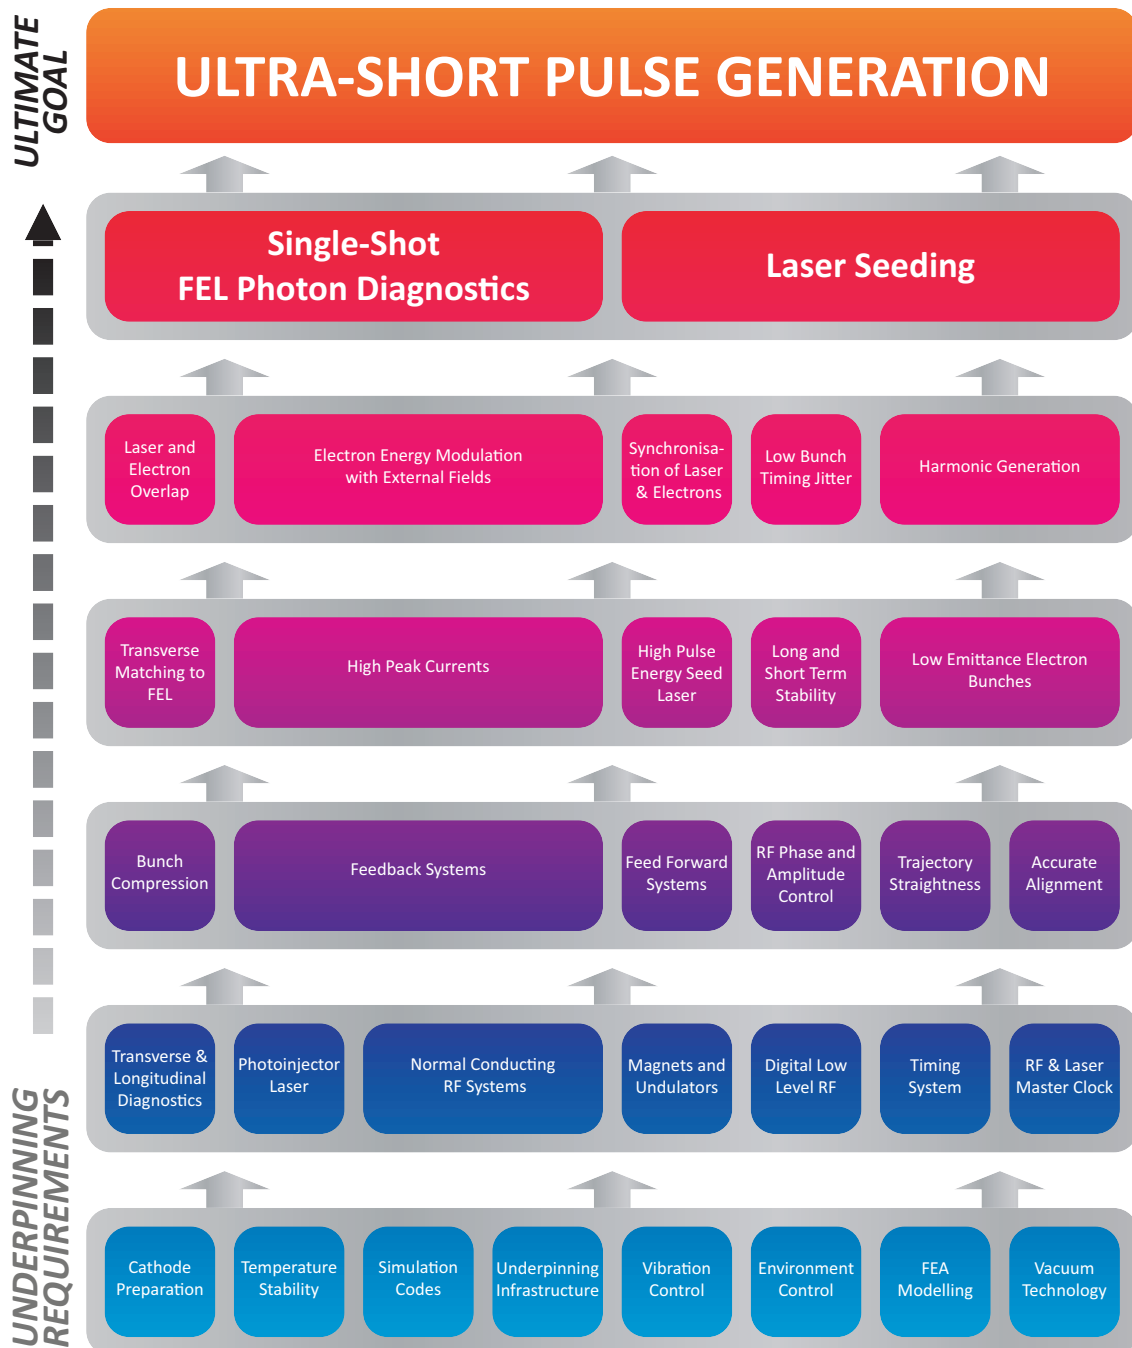 ULTIMATE
GOAL
ULTRA-SHORT PULSE GENERATION
Single-Shot
FEL Photon Diagnostics
Laser Seeding
Laser and
Electron
Overlap
Electron Energy Modulation
with External Fields
Synchronisa-
tion of Laser
& Electrons
Low Bunch
Timing Jitter
Harmonic Generation
Transverse
Matching to
FEL
High Peak Currents
High Pulse
Energy Seed
Laser
Long and
Short Term
Stability
Low Emittance Electron
Bunches
Bunch
Compression
Feedback Systems
Feed Forward
Systems
RF Phase and
Amplitude
Control
Trajectory
Straightness
Accurate
Alignment
Transverse &
Longitudinal
Diagnostics
Photoinjector
Laser
Normal Conducting
RF Systems
Magnets and
Undulators
Digital Low
Level RF
Timing
System
RF & Laser
Master Clock
UNDERPINNING
REQUIREMENTS
Cathode
Preparation
Temperature
Stability
Simulation
Codes
Underpinning
Infrastructure
Vibration
Control
Environment
Control
FEA
Modelling
Vacuum
Technology